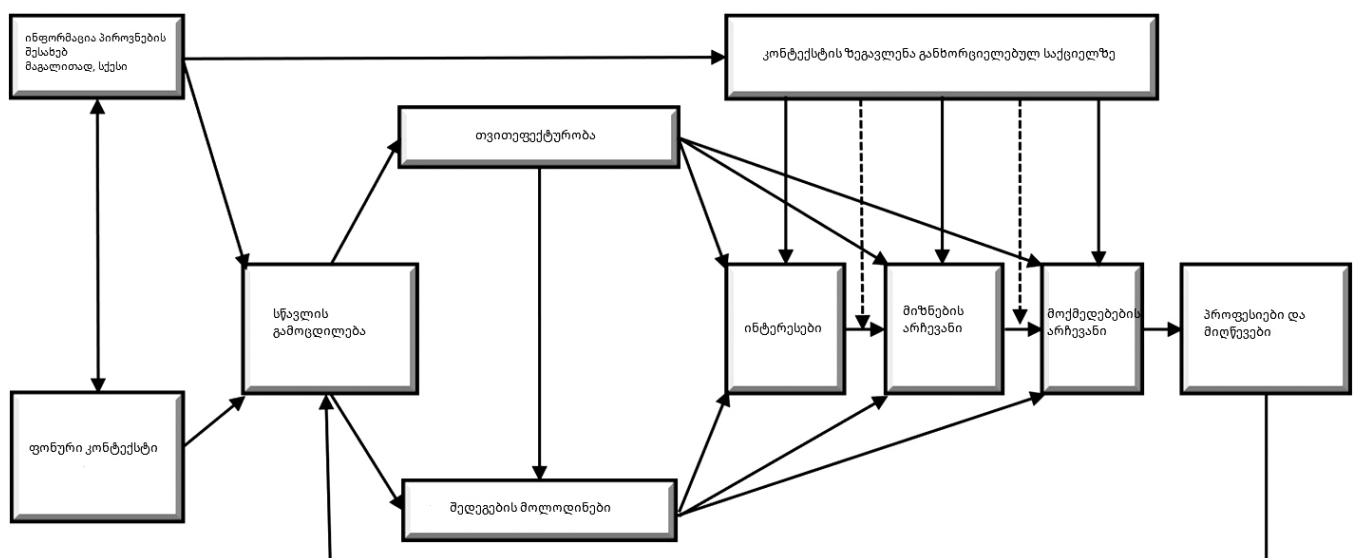 ინფორმაცია პიროვნების
შესახებ
მაგალითად, სქესი
კონტექსტის ზეგავლენა განხორციელებულ საქციელზე
თვითეფექტურობა
სწავლის
გამოცდილება
ინტერესები
მიზნების
არჩევანი
მოქმედებების
არჩევანი
პროფესიები და
მიღწევები
ფონური კონტექსტი
შედეგების მოლოდინები